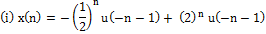 (i) x(n) = −(1/2)ⁿ u(−n − 1) + (2)ⁿ u(−n − 1)